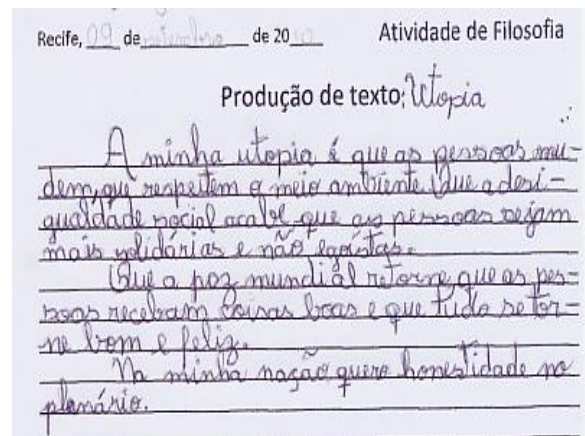 Recife, 09 de setembro de 2010 Atividade de Filosofia
Produção de texto: Utopia
A minha utopia é que as pessoas mu-
dem, que respeitem o meio ambiente. Que a desi-
gualdade social acabe, que as pessoas sejam
mais solidárias e não egoístas.
Que a paz mundial retorne, que as pes-
soas recebam coisas boas e que tudo se tor-
ne bom e feliz.
Na minha nação quero honestidade no
plenário.